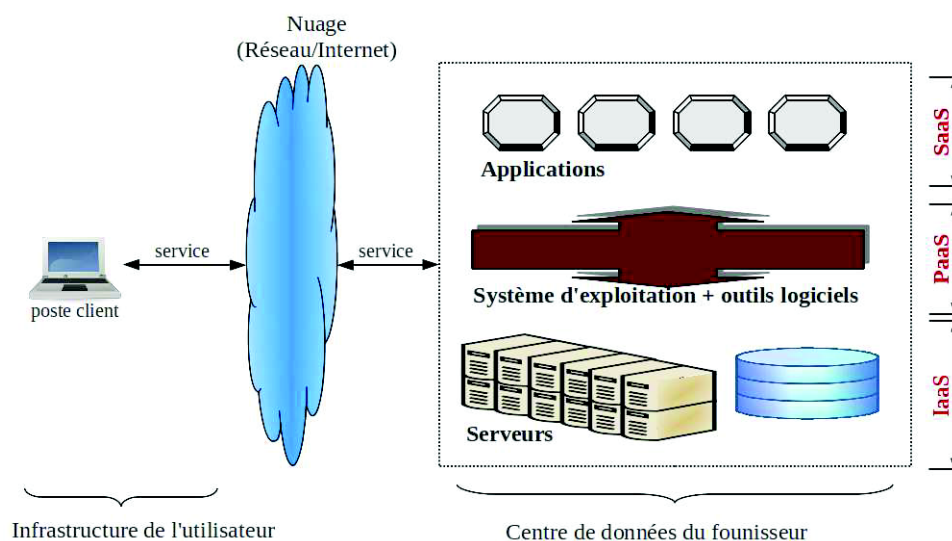 Nuage
(Réseau/Internet)
Applications
SaaS
service
service
poste client
Système d'exploitation + outils logiciels
PaaS
Serveurs
IaaS
Infrastructure de l'utilisateur
Centre de données du founisseur